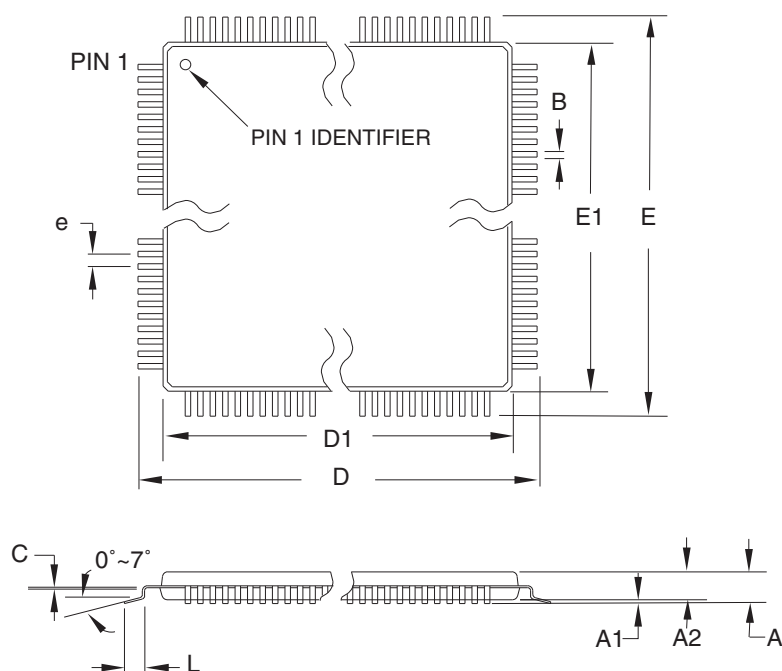 PIN 1
B
PIN 1 IDENTIFIER
e
E1
E
D1
D
C
0°~7°
A1
A2
A
L